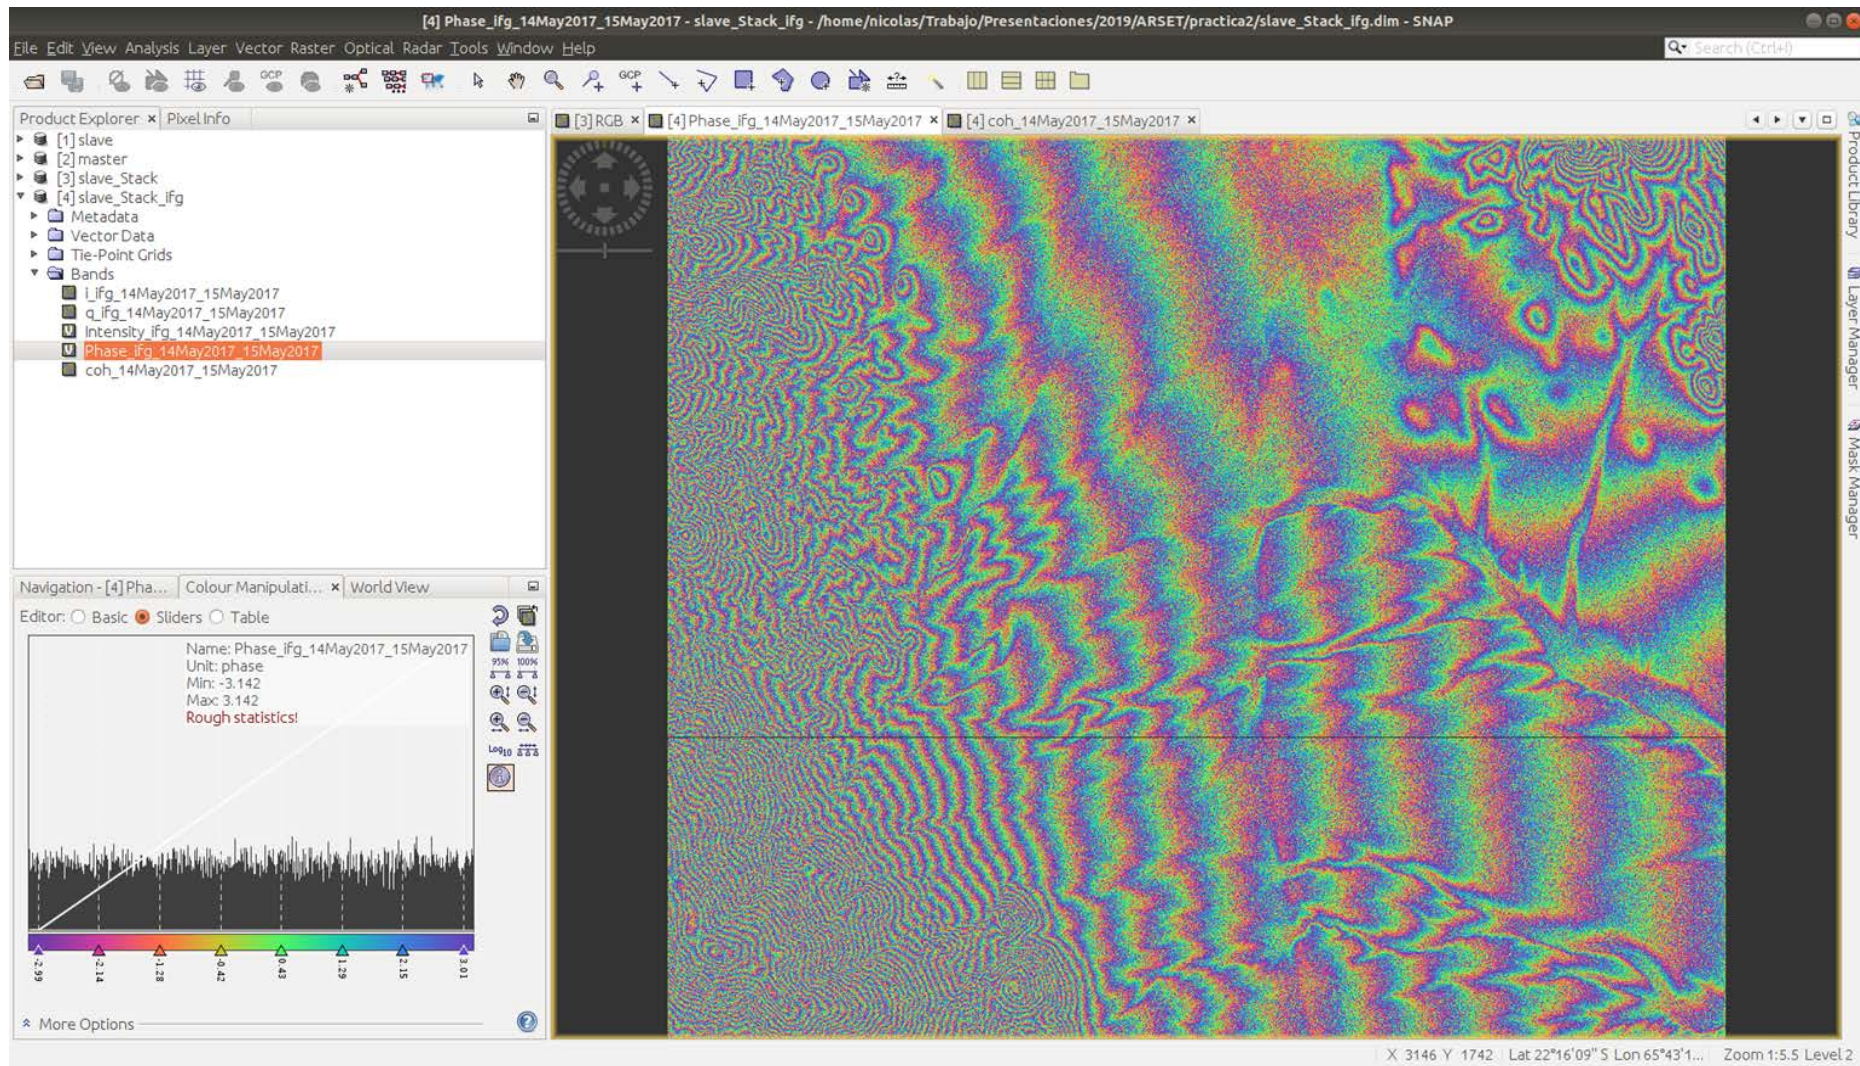 [4] Phase_ifg_14May2017_15May2017 - slave_Stack_ifg - /home/nicolas/Trabajo/Presentaciones/2019/ARSET/practica2/slave_Stack_ifg.dim - SNAP
File Edit View Analysis Layer Vector Raster Optical Radar Tools Window Help
Search (Ctrl+I)
GCP GCP
Product Explorer × Pixel Info
[1] slave
[2] master
[3] slave_Stack
[4] slave_Stack_ifg
Metadata
Vector Data
Tie-Point Grids
Bands
i_ifg_14May2017_15May2017
q_ifg_14May2017_15May2017
Intensity_ifg_14May2017_15May2017
Phase_ifg_14May2017_15May2017
coh_14May2017_15May2017
[3] RGB × [4] Phase_ifg_14May2017_15May2017 × [4] coh_14May2017_15May2017 ×
Product Library
Layer Manager
Mask Manager
Navigation - [4] Pha... Colour Manipulati... × World View
Editor: Basic Sliders Table
Name: Phase_ifg_14May2017_15May2017
Unit: phase
Min: -3.142
Max: 3.142
Rough statistics!
95% 100%
Log10
-2.99 -2.14 -1.28 -0.42 0.43 1.29 2.15 3.01
More Options
X 3146 Y 1742 Lat 22°16'09" S Lon 65°43'1... Zoom 1:5.5 Level 2